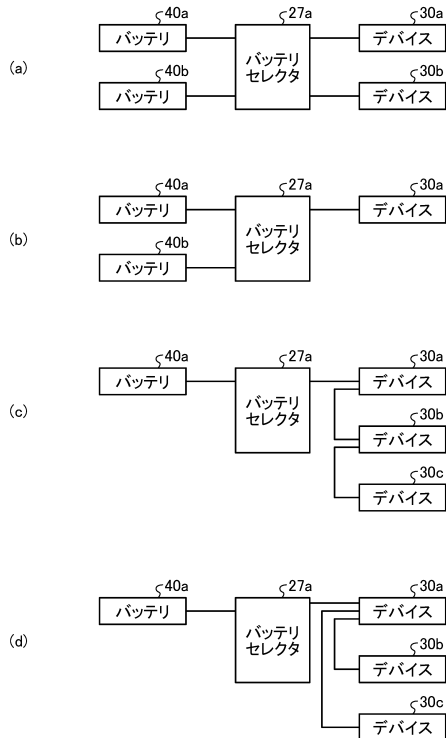 40a 27a 30a
バッテリ バッテリ セレクタ デバイス
(a)
40b 30b
バッテリ デバイス
40a 27a 30a
バッテリ バッテリ セレクタ デバイス
(b)
40b
バッテリ
40a 27a 30a
バッテリ バッテリ セレクタ デバイス
(c)
30b
デバイス
30c
デバイス
40a 27a 30a
バッテリ バッテリ セレクタ デバイス
(d)
30b
デバイス
30c
デバイス